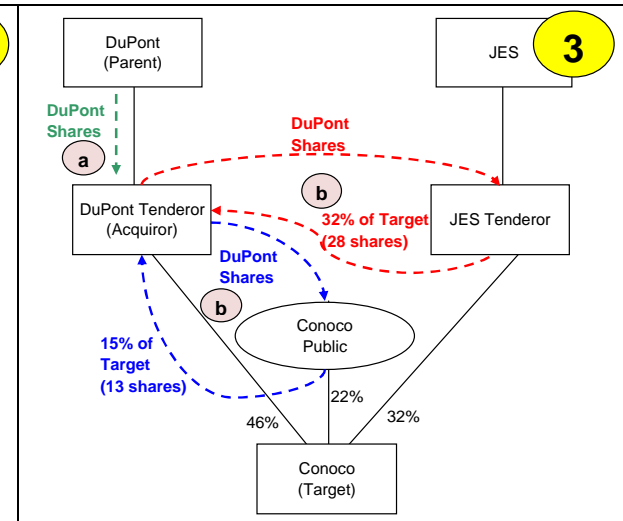 DuPont
(Parent)
JES
3
DuPont
Shares
a
DuPont
Shares
DuPont Tenderor
(Acquiror)
b
32% of Target
(28 shares)
JES Tenderor
DuPont
Shares
b
Conoco
Public
15% of
Target
(13 shares)
46%
22%
32%
Conoco
(Target)